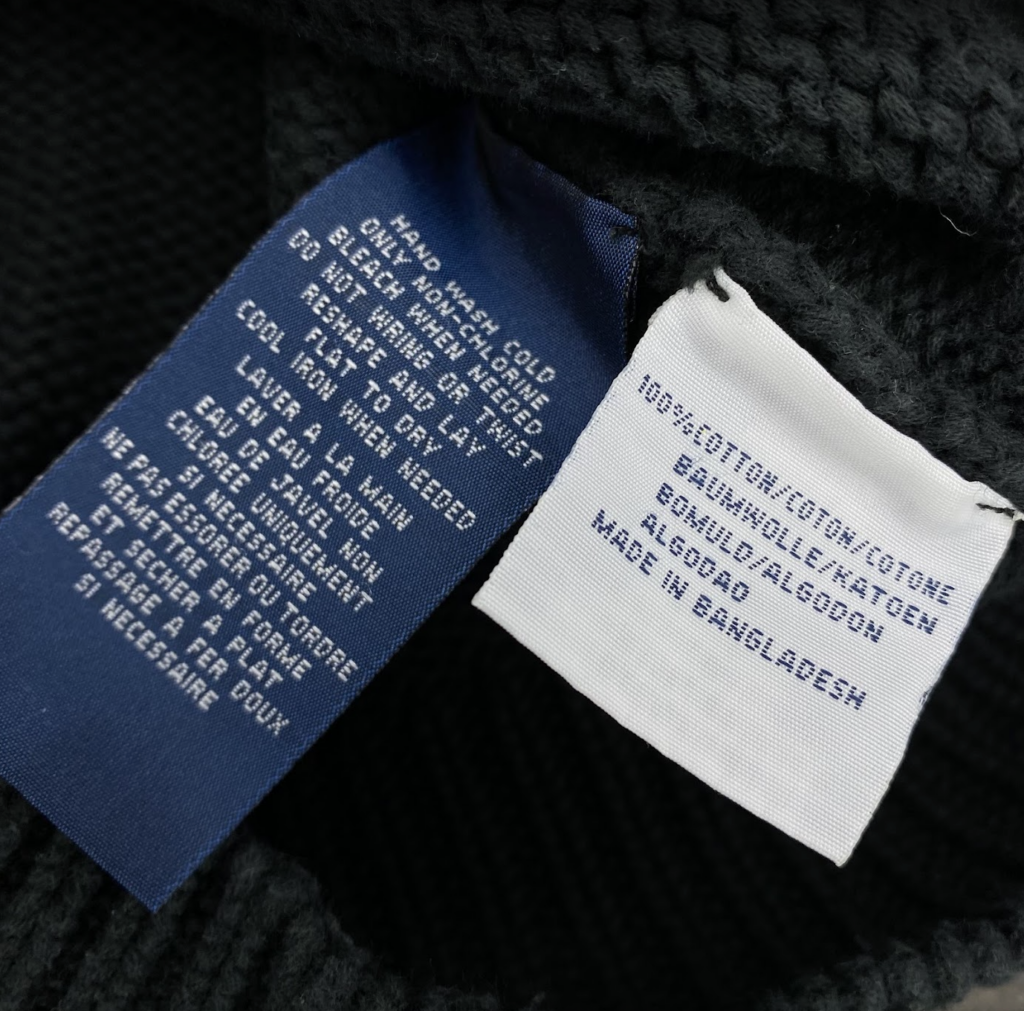 HAND WASH COLD
ONLY NON-CHLORINE
BLEACH WHEN NEEDED
DO NOT WRING OR TWIST
RESHAPE AND LAY
FLAT TO DRY
COOL IRON WHEN NEEDED
LAVER A LA MAIN
EN EAU FROIDE
EAU DE JAVEL NON
CHLOREE UNIQUEMENT
SI NECESSAIRE
NE PAS ESSORER OU TORDRE
REMETTRE EN FORME
ET SECHER A PLAT
REPASSAGE A FER DOUX
SI NECESSAIRE
100%COTTON/COTON/COTONE
BAUMWOLLE/KATOEN
BOMULD/ALGODON
ALGODAO
MADE IN BANGLADESH